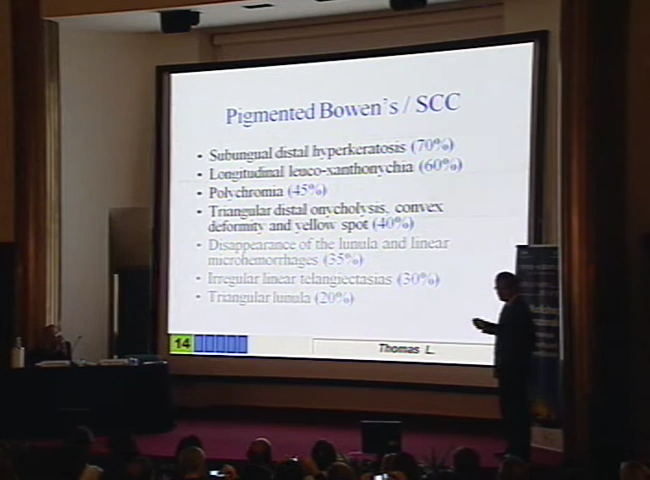 Pigmented Bowen's / SCC
• Subungual distal hyperkeratosis (70%)
• Longitudinal leuco-xanthonychia (60%)
• Polychromia (45%)
• Triangular distal onycholysis, convex
deformity and yellow spot (40%)
• Disappearance of the lunula and linear
microhemorrhages (35%)
• Irregular linear telangiectasias (30%)
• Triangular lunula (20%)
14
Thomas L.